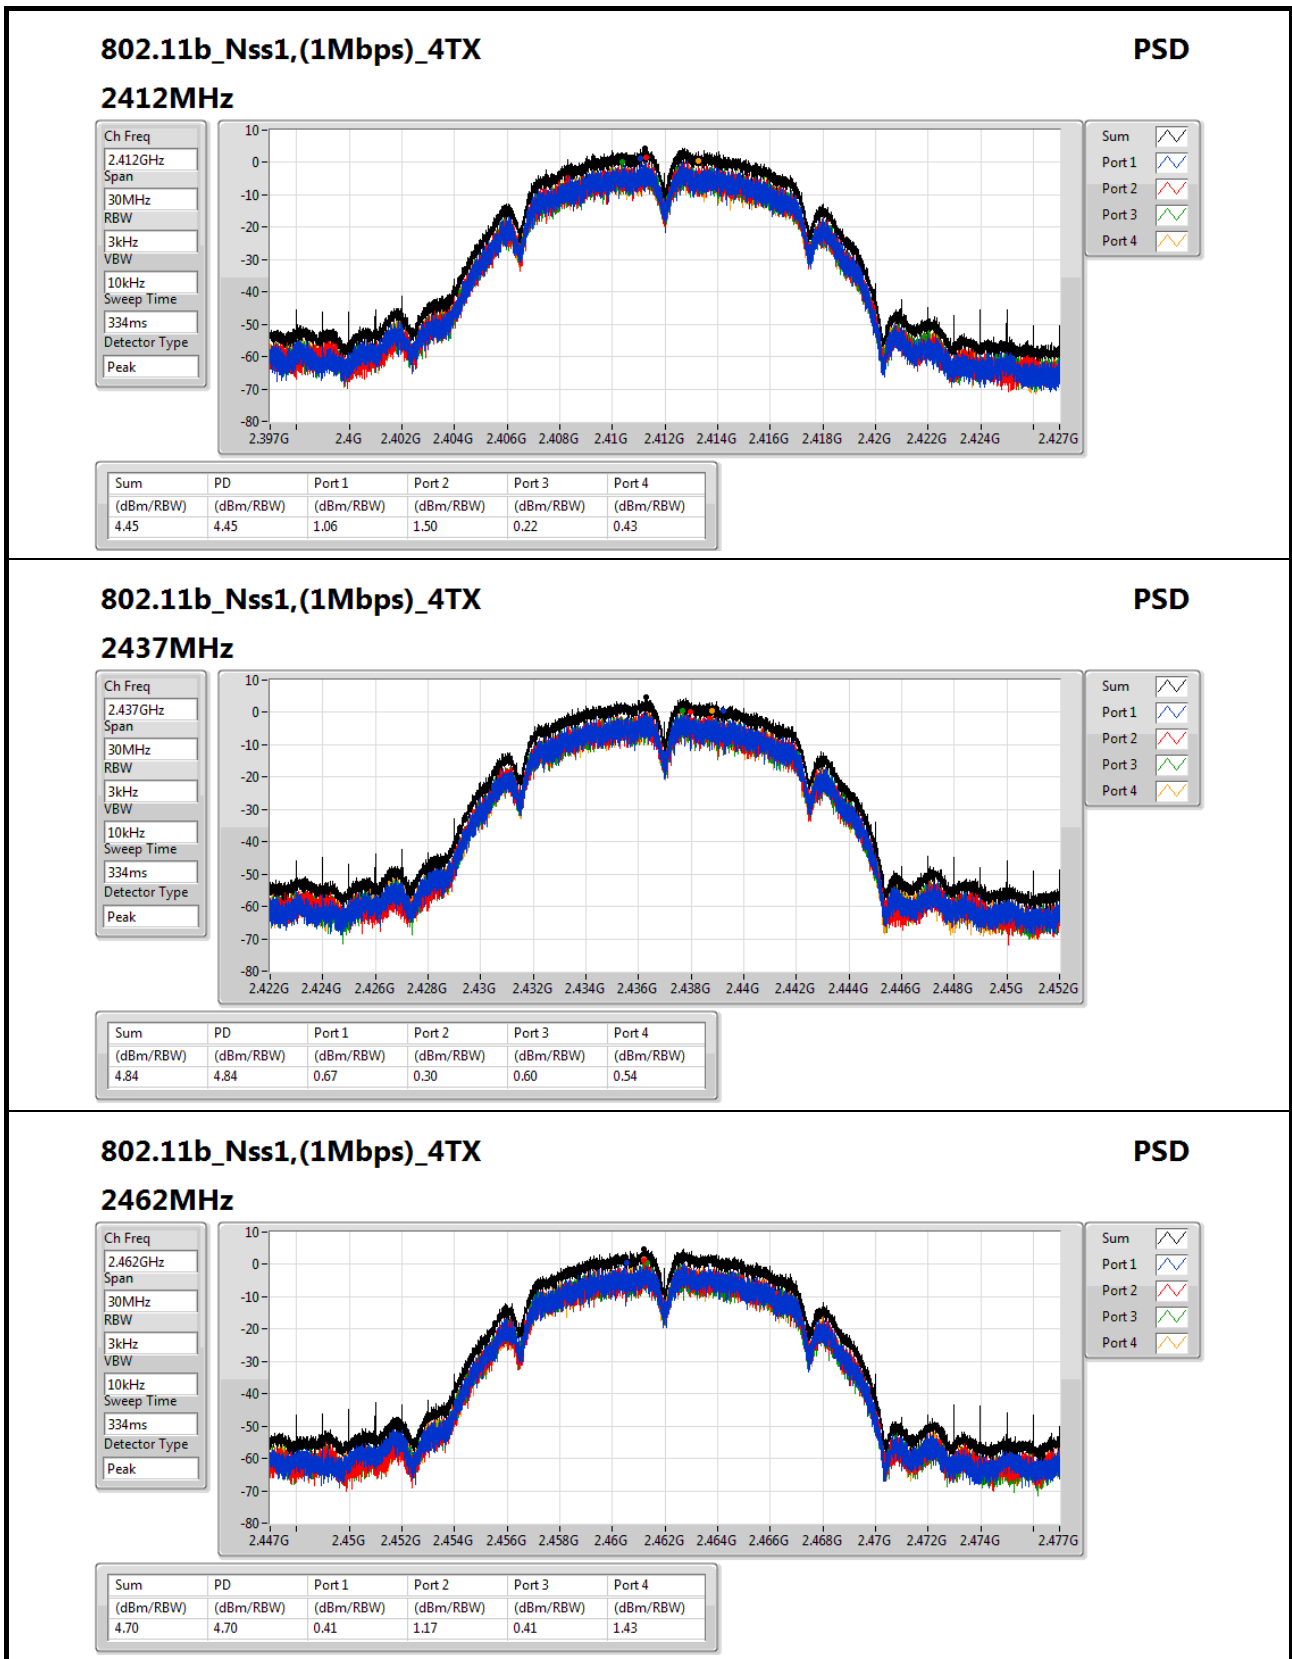 802.11b_Nss1,(1Mbps)_4TX PSD
2412MHz
Ch Freq
2.412GHz
Span
30MHz
RBW
3kHz
VBW
10kHz
Sweep Time
334ms
Detector Type
Peak
10
0
-10
-20
-30
-40
-50
-60
-70
-80
2.397G 2.4G 2.402G 2.404G 2.406G 2.408G 2.41G 2.412G 2.414G 2.416G 2.418G 2.42G 2.422G 2.424G 2.427G
Sum
Port 1
Port 2
Port 3
Port 4
Sum PD Port 1 Port 2 Port 3 Port 4
(dBm/RBW) (dBm/RBW) (dBm/RBW) (dBm/RBW) (dBm/RBW) (dBm/RBW)
4.45 4.45 1.06 1.50 0.22 0.43
802.11b_Nss1,(1Mbps)_4TX PSD
2437MHz
Ch Freq
2.437GHz
Span
30MHz
RBW
3kHz
VBW
10kHz
Sweep Time
334ms
Detector Type
Peak
10
0
-10
-20
-30
-40
-50
-60
-70
-80
2.422G 2.424G 2.426G 2.428G 2.43G 2.432G 2.434G 2.436G 2.438G 2.44G 2.442G 2.444G 2.446G 2.448G 2.45G 2.452G
Sum
Port 1
Port 2
Port 3
Port 4
Sum PD Port 1 Port 2 Port 3 Port 4
(dBm/RBW) (dBm/RBW) (dBm/RBW) (dBm/RBW) (dBm/RBW) (dBm/RBW)
4.84 4.84 0.67 0.30 0.60 0.54
802.11b_Nss1,(1Mbps)_4TX PSD
2462MHz
Ch Freq
2.462GHz
Span
30MHz
RBW
3kHz
VBW
10kHz
Sweep Time
334ms
Detector Type
Peak
10
0
-10
-20
-30
-40
-50
-60
-70
-80
2.447G 2.45G 2.452G 2.454G 2.456G 2.458G 2.46G 2.462G 2.464G 2.466G 2.468G 2.47G 2.472G 2.474G 2.477G
Sum
Port 1
Port 2
Port 3
Port 4
Sum PD Port 1 Port 2 Port 3 Port 4
(dBm/RBW) (dBm/RBW) (dBm/RBW) (dBm/RBW) (dBm/RBW) (dBm/RBW)
4.70 4.70 0.41 1.17 0.41 1.43